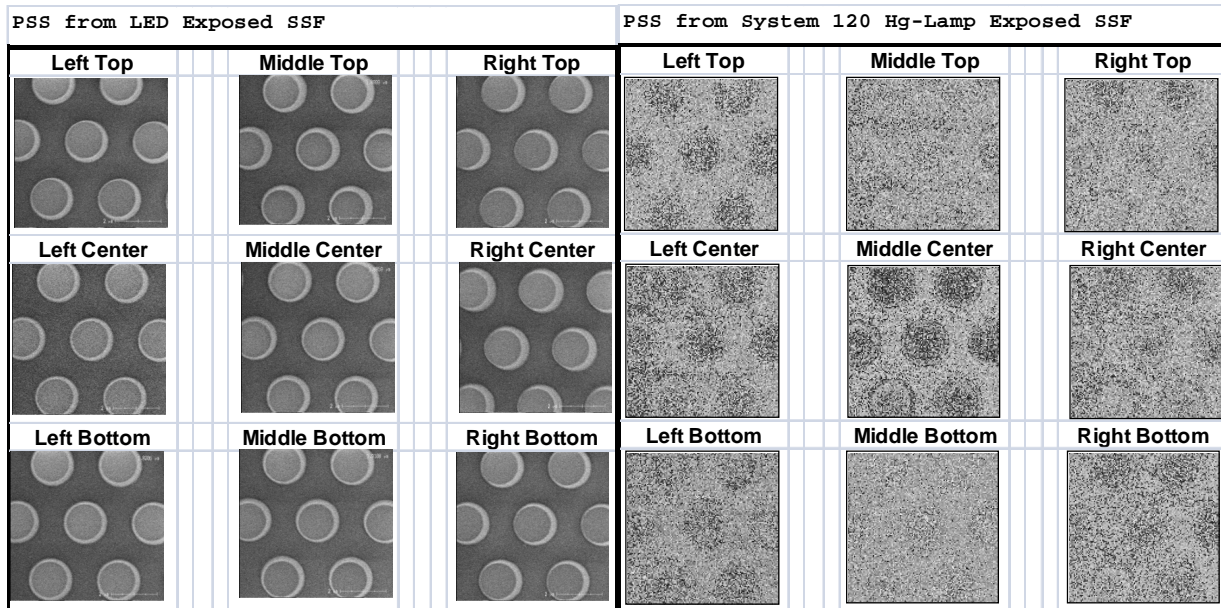 PSS from LED Exposed SSF
PSS from System 120 Hg-Lamp Exposed SSF
Left Top Middle Top Right Top
Left Top Middle Top Right Top
Left Center Middle Center Right Center
Left Center Middle Center Right Center
Left Bottom Middle Bottom Right Bottom
Left Bottom Middle Bottom Right Bottom